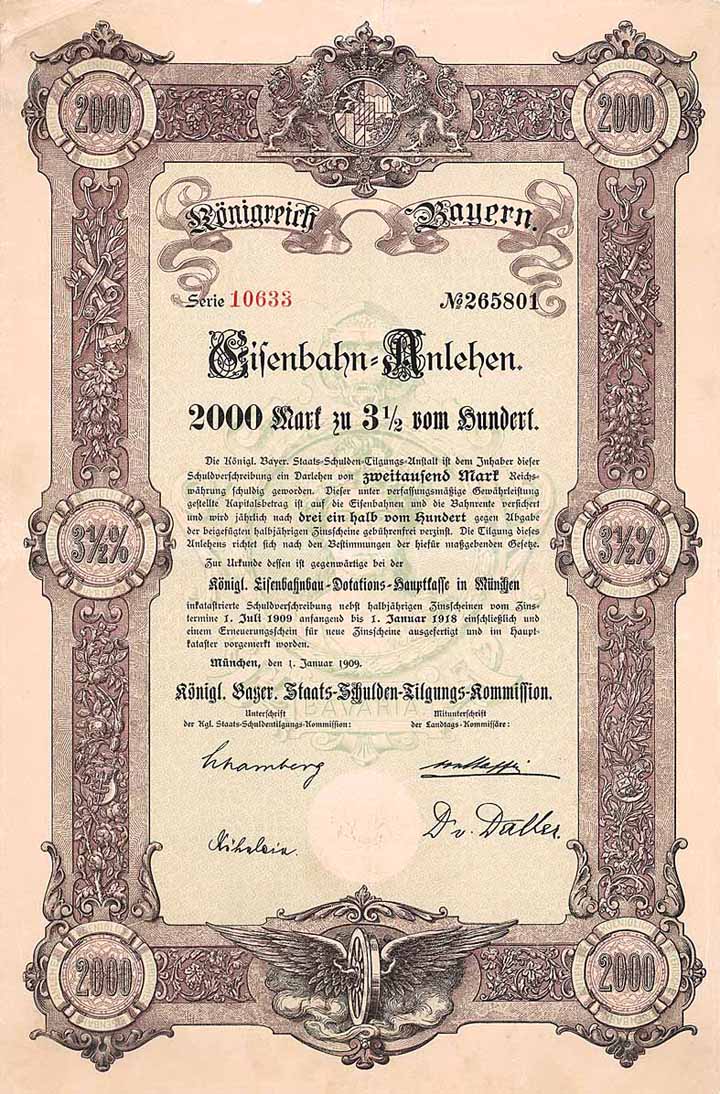 2000
2000
Königreich Bayern.
Serie 10633 № 265801
Eisenbahn-Anlehen.
2000 Mark zu 3½ vom Hundert.
Die Königl. Bayer. Staats-Schulden-Tilgungs-Anstalt ist dem Inhaber dieser
Schuldverschreibung ein Darlehen von zweitausend Mark Reichs-
währung schuldig geworden. Dieser unter verfassungsmäßige Gewährleistung
gestellte Kapitalsbetrag ist auf die Eisenbahnen und die Bahnrente versichert
und wird jährlich nach drei ein halb vom Hundert gegen Abgabe
der beigefügten halbjährigen Zinscheine gebührenfrei verzinst. Die Tilgung dieses
Anlehens richtet sich nach den Bestimmungen der hiefür maßgebenden Gesetze.
Zur Urkunde dessen ist gegenwärtige bei der
Königl. Eisenbahnbau-Dotations-Hauptkasse in München
inkatastrierte Schuldverschreibung nebst halbjährigen Zinsscheinen vom Zins-
termine 1. Juli 1909 anfangend bis 1. Januar 1918 einschließlich und
einem Erneuerungsschein für neue Zinscheine ausgefertigt und im Haupt-
kataster vorgemerkt worden.
München, den 1. Januar 1909.
Königl. Bayer. Staats-Schulden-Tilgungs-Kommission.
BAVARIA
Unterschrift
der Kgl. Staats-Schuldentilgungs-Kommission:
Mitunterschrift
der Landtags-Kommissäre:
Dr v. Daller.
3½%
3½%
2000
2000